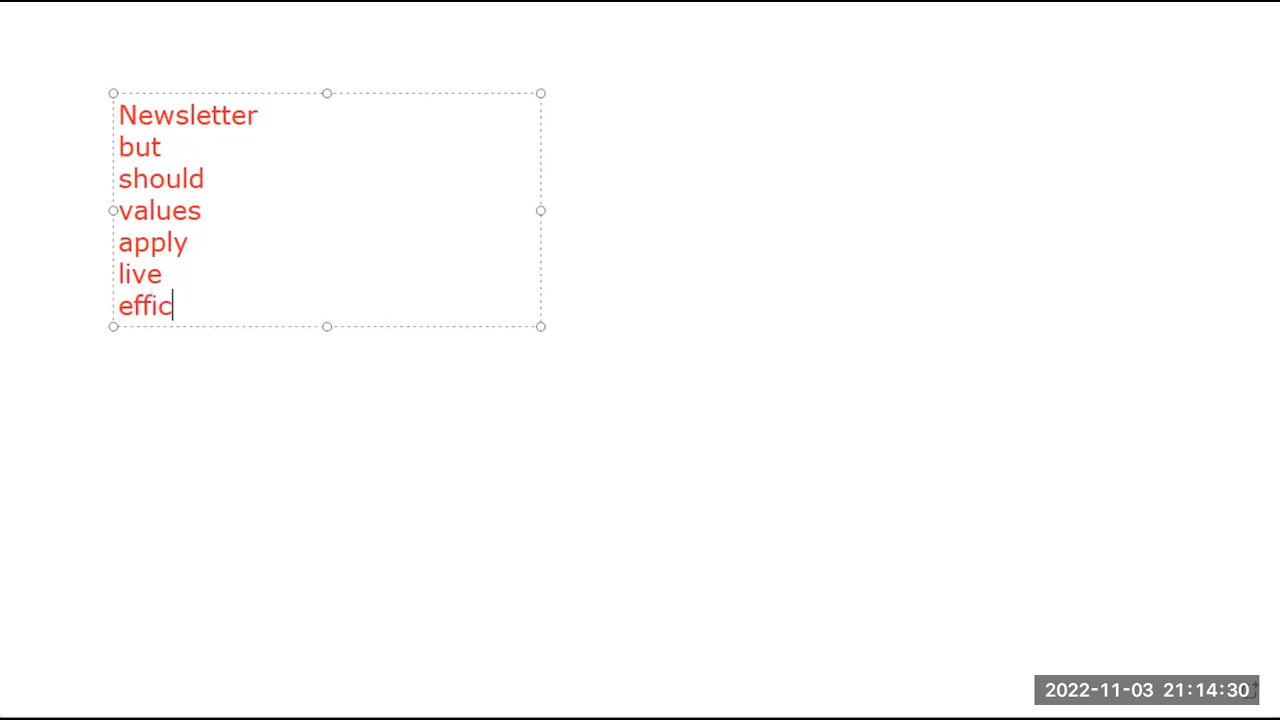 Newsletter
but
should
values
apply
live
effic
2022-11-03 21:14:30